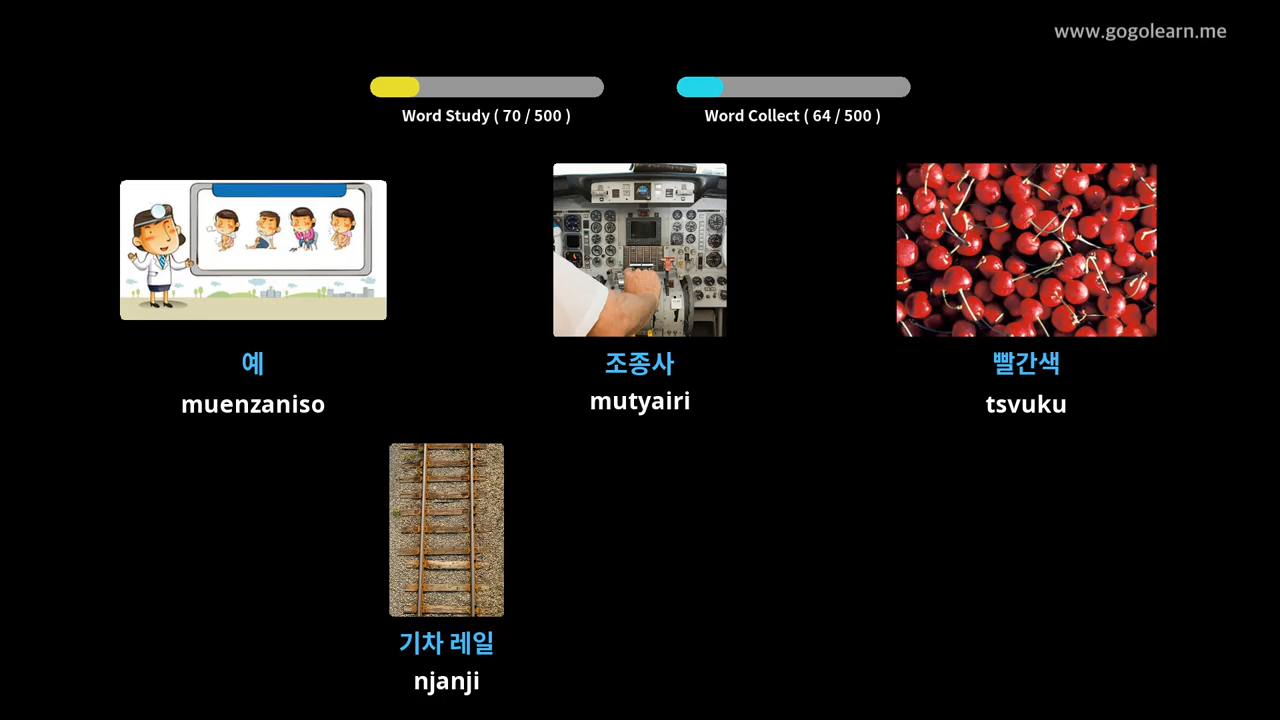 www.gogolearn.me
Word Study ( 70 / 500 )
Word Collect ( 64 / 500 )
예
muenzaniso
조종사
mutyairi
빨간색
tsvuku
기차 레일
njanji